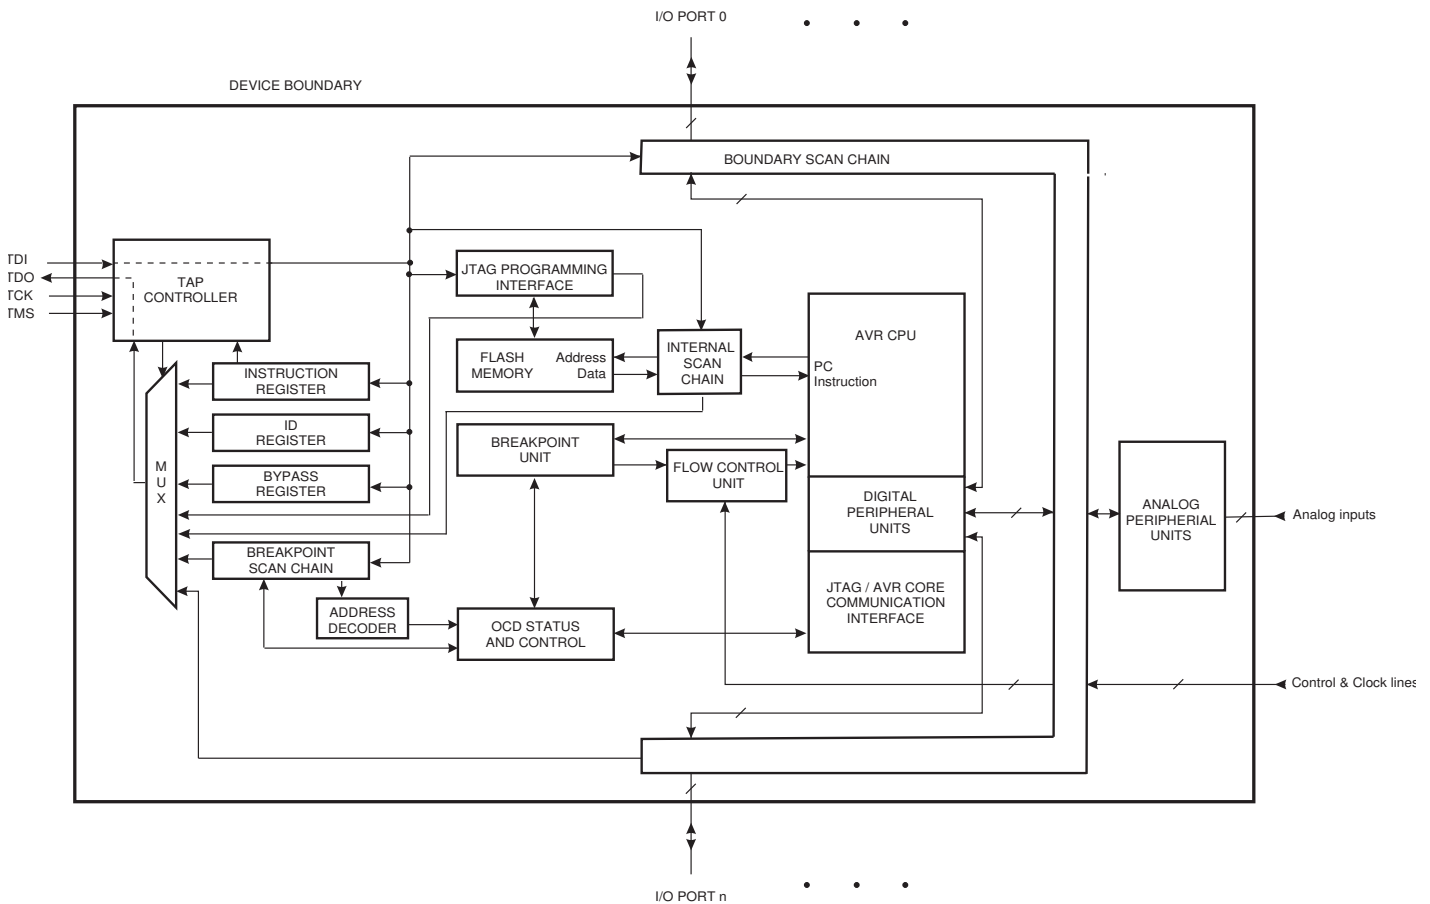 I/O PORT 0
DEVICE BOUNDARY
BOUNDARY SCAN CHAIN
TDI
TDO
TCK
TMS
TAP
CONTROLLER
JTAG PROGRAMMING
INTERFACE
AVR CPU
FLASH
MEMORY
Address
Data
INTERNAL
SCAN
CHAIN
PC
Instruction
INSTRUCTION
REGISTER
ID
REGISTER
BREAKPOINT
UNIT
FLOW CONTROL
UNIT
M
U
X
BYPASS
REGISTER
DIGITAL
PERIPHERAL
UNITS
ANALOG
PERIPHERIAL
UNITS
Analog inputs
BREAKPOINT
SCAN CHAIN
ADDRESS
DECODER
OCD STATUS
AND CONTROL
JTAG / AVR CORE
COMMUNICATION
INTERFACE
Control & Clock lines
I/O PORT n